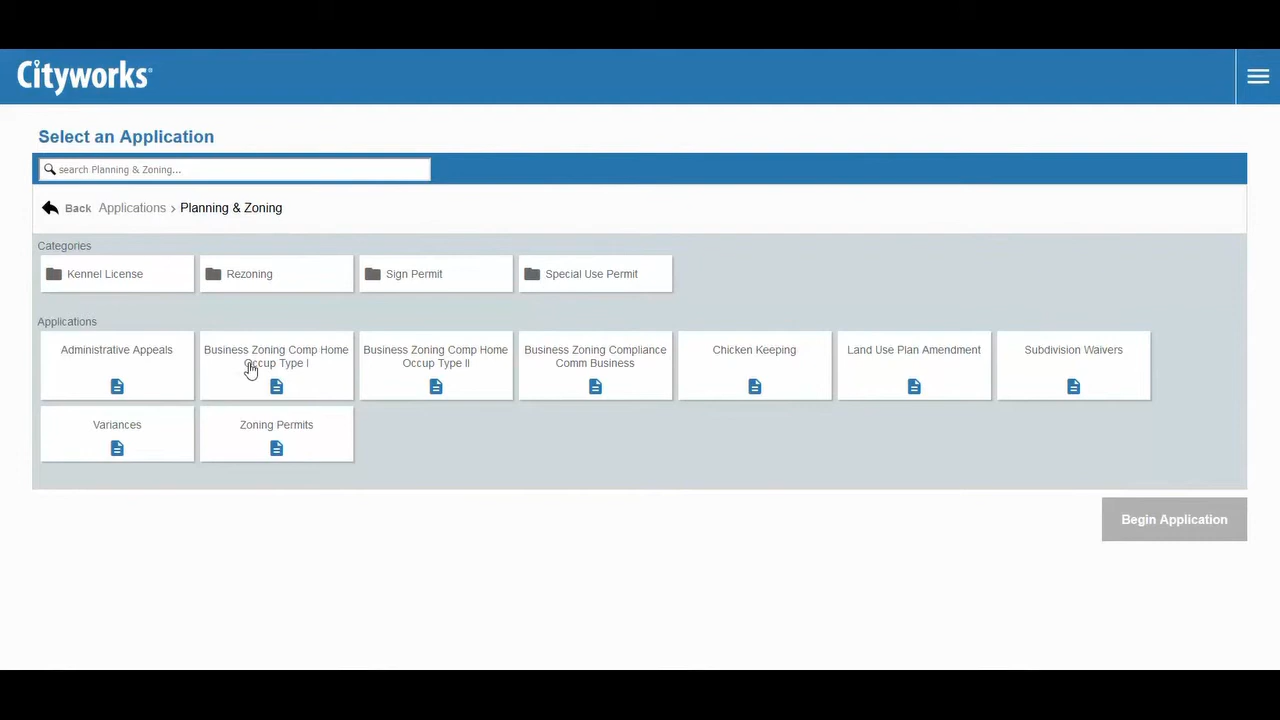 Cityworks
Select an Application
search Planning & Zoning...
Back Applications > Planning & Zoning
Categories
Kennel License
Rezoning
Sign Permit
Special Use Permit
Applications
Administrative Appeals
Business Zoning Comp Home
Occup Type I
Business Zoning Comp Home
Occup Type II
Business Zoning Compliance
Comm Business
Chicken Keeping
Land Use Plan Amendment
Subdivision Waivers
Variances
Zoning Permits
Begin Application